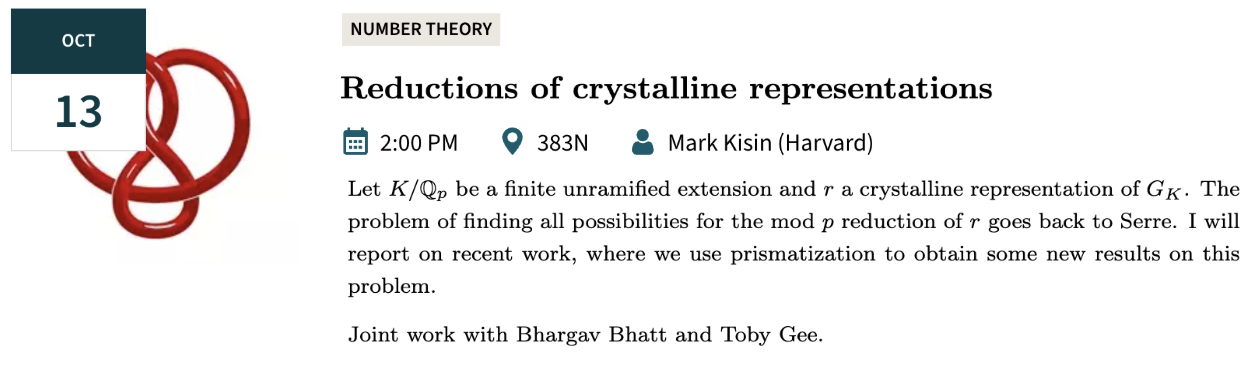 OCT
13
NUMBER THEORY
Reductions of crystalline representations
2:00 PM 383N Mark Kisin (Harvard)
Let K/ℚₚ be a finite unramified extension and r a crystalline representation of G_K. The
problem of finding all possibilities for the mod p reduction of r goes back to Serre. I will
report on recent work, where we use prismatization to obtain some new results on this
problem.
Joint work with Bhargav Bhatt and Toby Gee.